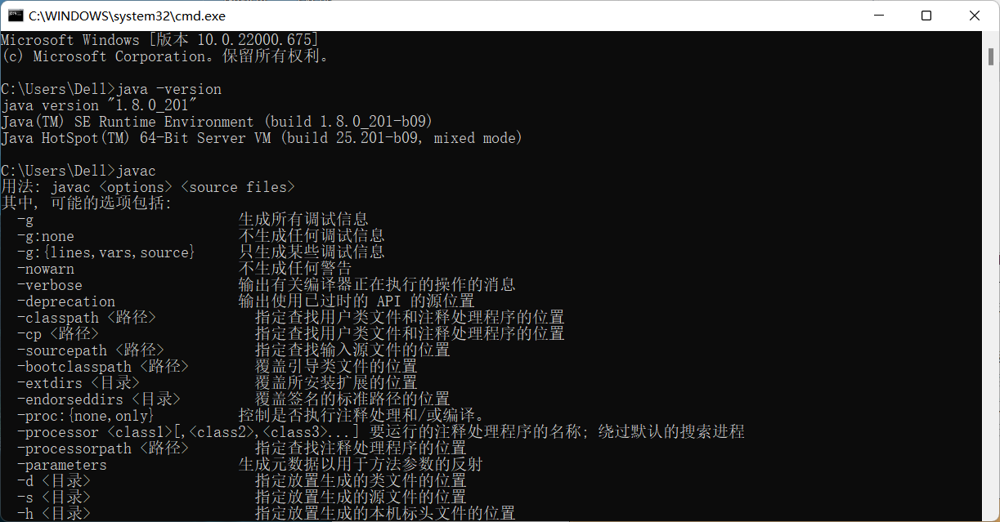 C:\WINDOWS\system32\cmd.exe
Microsoft Windows [版本 10.0.22000.675]
(c) Microsoft Corporation。保留所有权利。
C:\Users\Dell>java -version
java version "1.8.0_201"
Java(TM) SE Runtime Environment (build 1.8.0_201-b09)
Java HotSpot(TM) 64-Bit Server VM (build 25.201-b09, mixed mode)
C:\Users\Dell>javac
用法: javac <options> <source files>
其中, 可能的选项包括:
  -g                         生成所有调试信息
  -g:none                    不生成任何调试信息
  -g:{lines,vars,source}     只生成某些调试信息
  -nowarn                    不生成任何警告
  -verbose                   输出有关编译器正在执行的操作的消息
  -deprecation               输出使用已过时的 API 的源位置
  -classpath <路径>            指定查找用户类文件和注释处理程序的位置
  -cp <路径>                   指定查找用户类文件和注释处理程序的位置
  -sourcepath <路径>           指定查找输入源文件的位置
  -bootclasspath <路径>        覆盖引导类文件的位置
  -extdirs <目录>              覆盖所安装扩展的位置
  -endorseddirs <目录>         覆盖签名的标准路径的位置
  -proc:{none,only}          控制是否执行注释处理和/或编译。
  -processor <class1>[,<class2>,<class3>...] 要运行的注释处理程序的名称; 绕过默认的搜索进程
  -processorpath <路径>        指定查找注释处理程序的位置
  -parameters                生成元数据以用于方法参数的反射
  -d <目录>                    指定放置生成的类文件的位置
  -s <目录>                    指定放置生成的源文件的位置
  -h <目录>                    指定放置生成的本机标头文件的位置